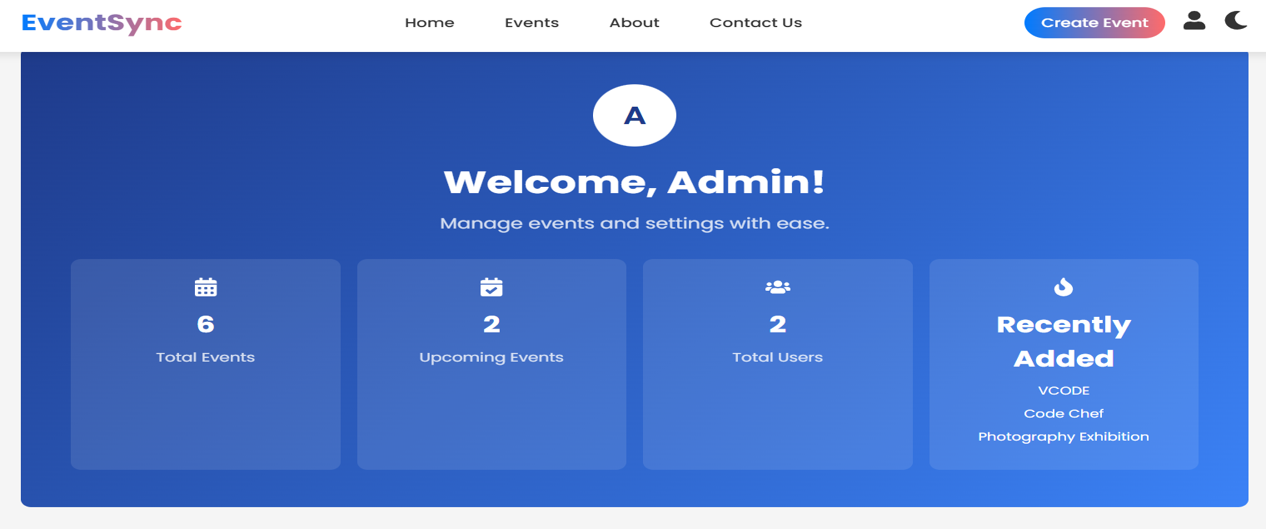 EventSync
Home
Events
About
Contact Us
Create Event
A
Welcome, Admin!
Manage events and settings with ease.
6
Total Events
2
Upcoming Events
2
Total Users
Recently
Added
VCODE
Code Chef
Photography Exhibition